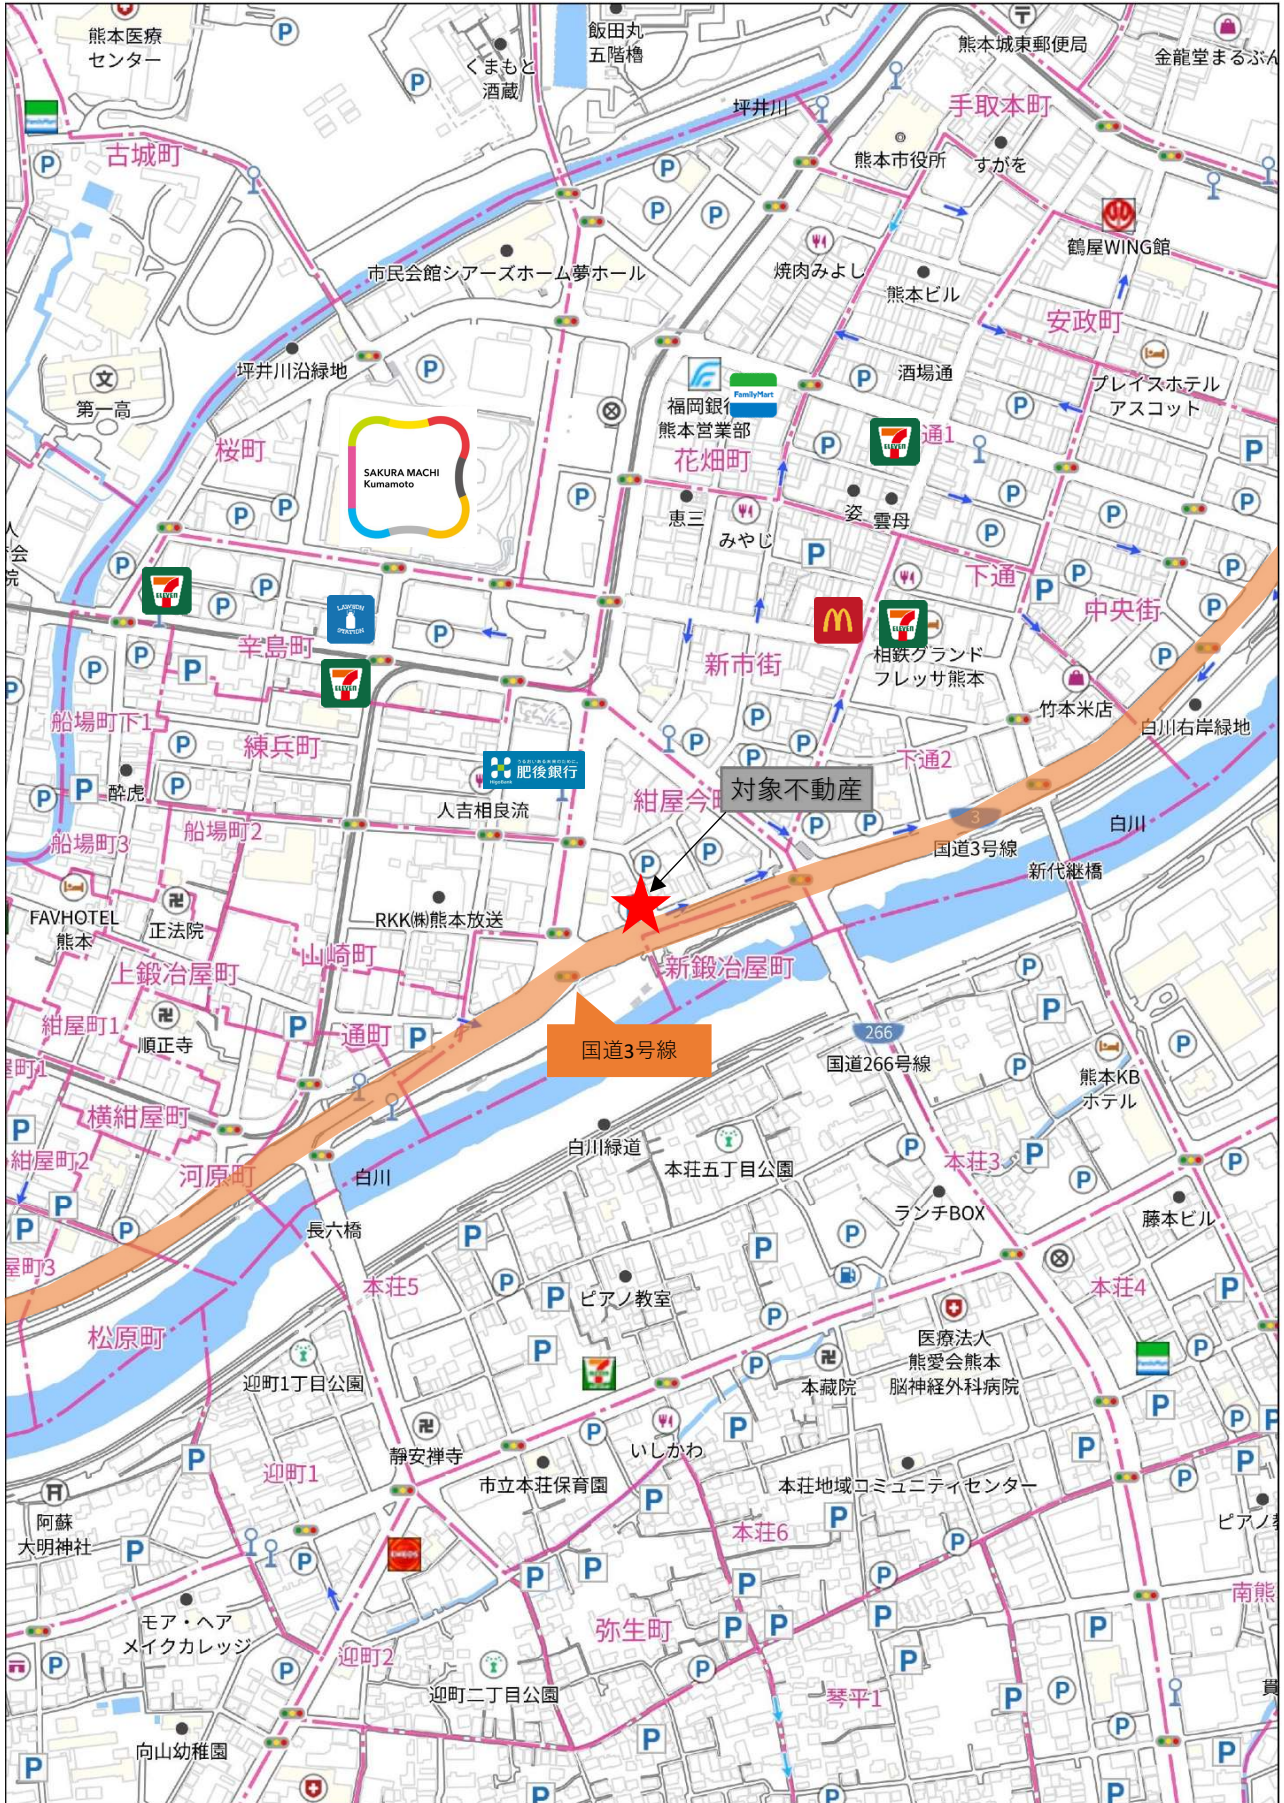 熊本医療
センター
飯田丸
五階櫓
くまもと
酒蔵
熊本城東郵便局
金龍堂まるぶん
坪井川
手取本町
古城町
熊本市役所
すがを
鶴屋WING館
市民会館シアーズホーム夢ホール
焼肉みよし
熊本ビル
安政町
坪井川沿緑地
酒場通
プレイスホテル
アスコット
第一高
福岡銀行
熊本営業部
FamilyMart
桜町
SAKURA MACHI
Kumamoto
花畑町
通1
恵三
みやじ
姿
雲母
下通
中央街
辛島町
LAWSON
STATION
新市街
相鉄グランド
フレッサ熊本
竹本米店
白川右岸緑地
船場町下1
練兵町
肥後銀行
下通2
酔虎
人吉相良流
紺屋今町
対象不動産
船場町2
船場町3
3
国道3号線
白川
新代継橋
FAVHOTEL
熊本
正法院
RKK㈱熊本放送
山崎町
上鍛冶屋町
新鍛冶屋町
紺屋町1
順正寺
通町
国道3号線
266
国道266号線
屋町1
熊本KB
ホテル
横紺屋町
白川緑道
本荘五丁目公園
紺屋町2
河原町
白川
本荘3
長六橋
ランチBOX
藤本ビル
屋町3
本荘5
ピアノ教室
本荘4
松原町
医療法人
熊愛会熊本
脳神経外科病院
迎町1丁目公園
本藏院
静安禅寺
いしかわ
迎町1
市立本荘保育園
本荘地域コミュニティセンター
阿蘇
大明神社
本荘6
ピアノ教
ENEOS
モア・ヘア
メイクカレッジ
弥生町
南熊
迎町2
迎町二丁目公園
琴平1
向山幼稚園